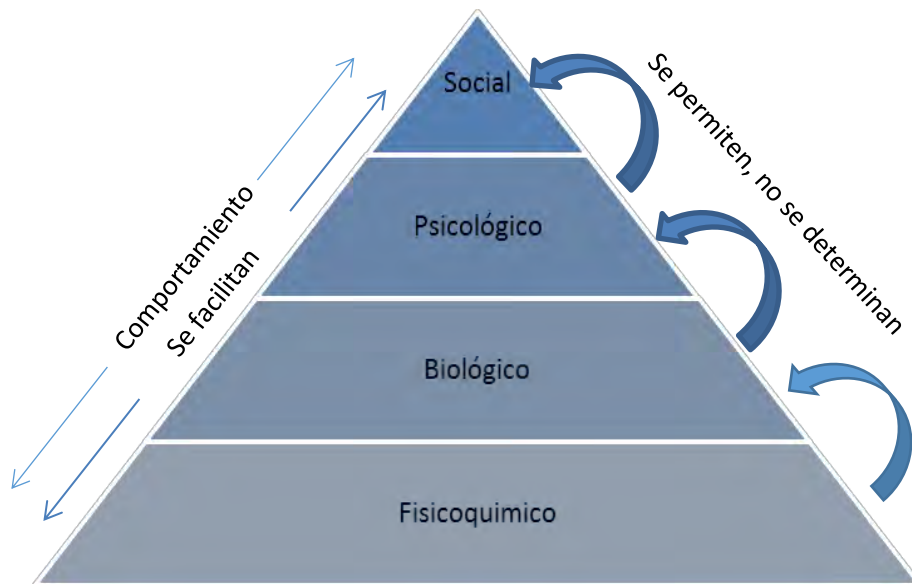 Social
Psicológico
Biológico
Fisicoquimico
Comportamiento
Se facilitan
Se permiten, no se determinan